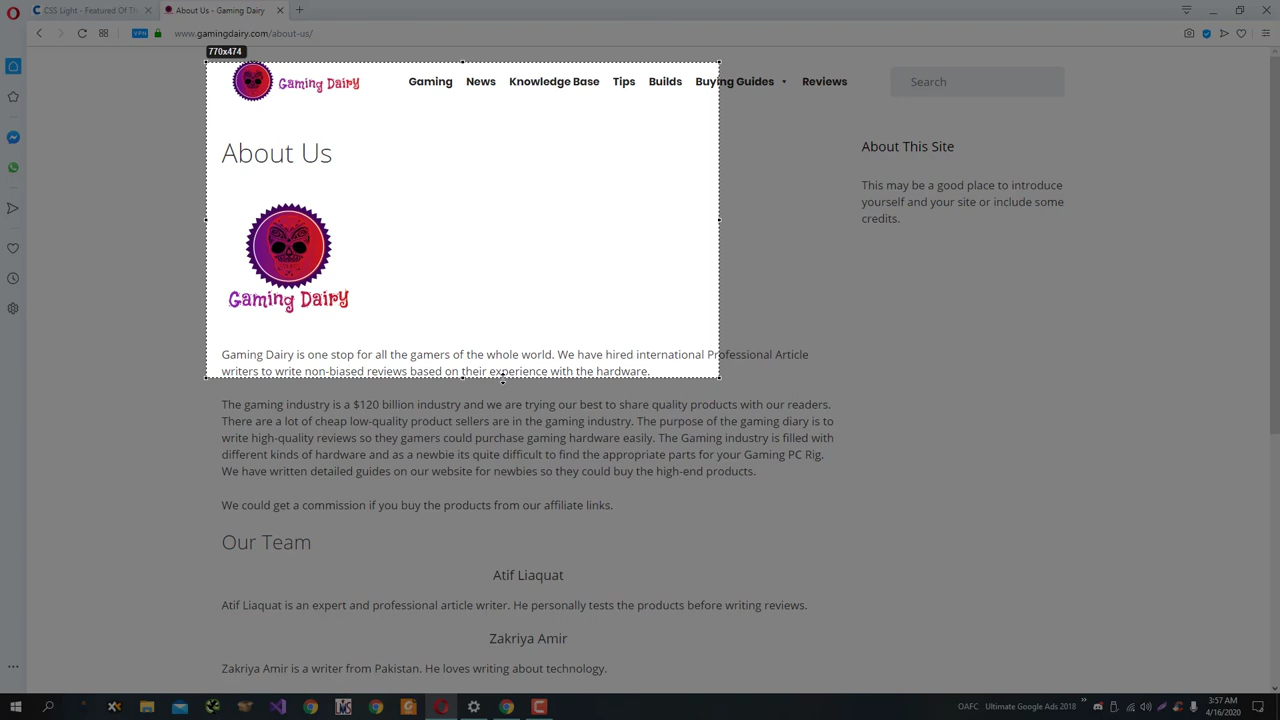 CSS Light - Featured Of Th
About Us - Gaming Dairy
VPN
www.gamingdairy.com/about-us/
770x474
Gaming Dairy
Gaming
News
Knowledge Base
Tips
Builds
Buying Guides
Reviews
Search
About Us
About This Site
This may be a good place to introduce
yourself and your site or include some
credits.
Gaming Dairy
Gaming Dairy is one stop for all the gamers of the whole world. We have hired international Professional Article
writers to write non-biased reviews based on their experience with the hardware.
The gaming industry is a $120 billion industry and we are trying our best to share quality products with our readers.
There are a lot of cheap low-quality product sellers are in the gaming industry. The purpose of the gaming diary is to
write high-quality reviews so they gamers could purchase gaming hardware easily. The Gaming industry is filled with
different kinds of hardware and as a newbie its quite difficult to find the appropriate parts for your Gaming PC Rig.
We have written detailed guides on our website for newbies so they could buy the high-end products.
We could get a commission if you buy the products from our affiliate links.
Our Team
Atif Liaquat
Atif Liaquat is an expert and professional article writer. He personally tests the products before writing reviews.
Zakriya Amir
Zakriya Amir is a writer from Pakistan. He loves writing about technology.
OAFC
Ultimate Google Ads 2018
3:57 AM
4/16/2020